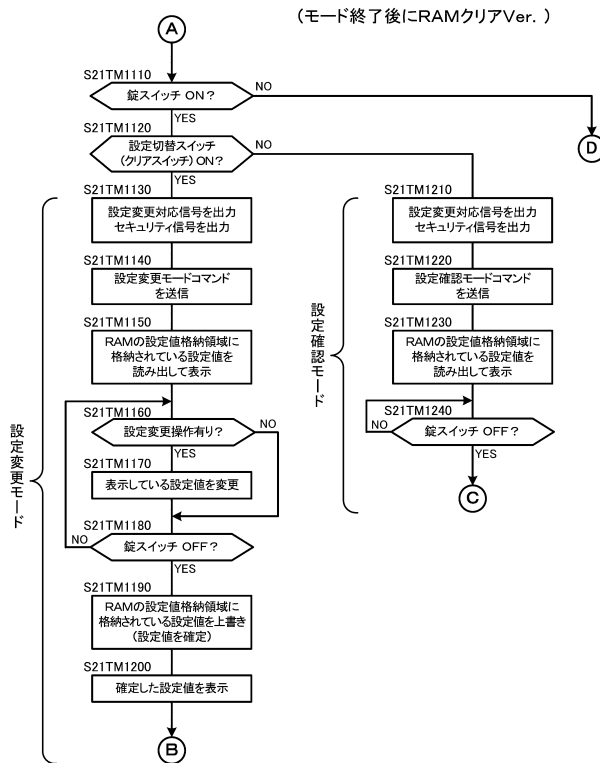 (モード終了後にRAMクリアVer. )
A
S21TM1110
錠スイッチ ON?
NO
YES
D
S21TM1120
設定切替スイッチ
(クリアスイッチ)ON?
NO
YES
S21TM1130
設定変更対応信号を出力
セキュリティ信号を出力
S21TM1140
設定変更モードコマンド
を送信
S21TM1150
RAMの設定値格納領域に
格納されている設定値を
読み出して表示
S21TM1160
設定変更操作有り?
NO
YES
S21TM1170
表示している設定値を変更
S21TM1180
錠スイッチ OFF?
NO
YES
S21TM1190
RAMの設定値格納領域に
格納されている設定値を上書き
(設定値を確定)
S21TM1200
確定した設定値を表示
B
設定変更モード
S21TM1210
設定変更対応信号を出力
セキュリティ信号を出力
S21TM1220
設定確認モードコマンド
を送信
S21TM1230
RAMの設定値格納領域に
格納されている設定値を
読み出して表示
S21TM1240
錠スイッチ OFF?
NO
YES
C
設定確認モード